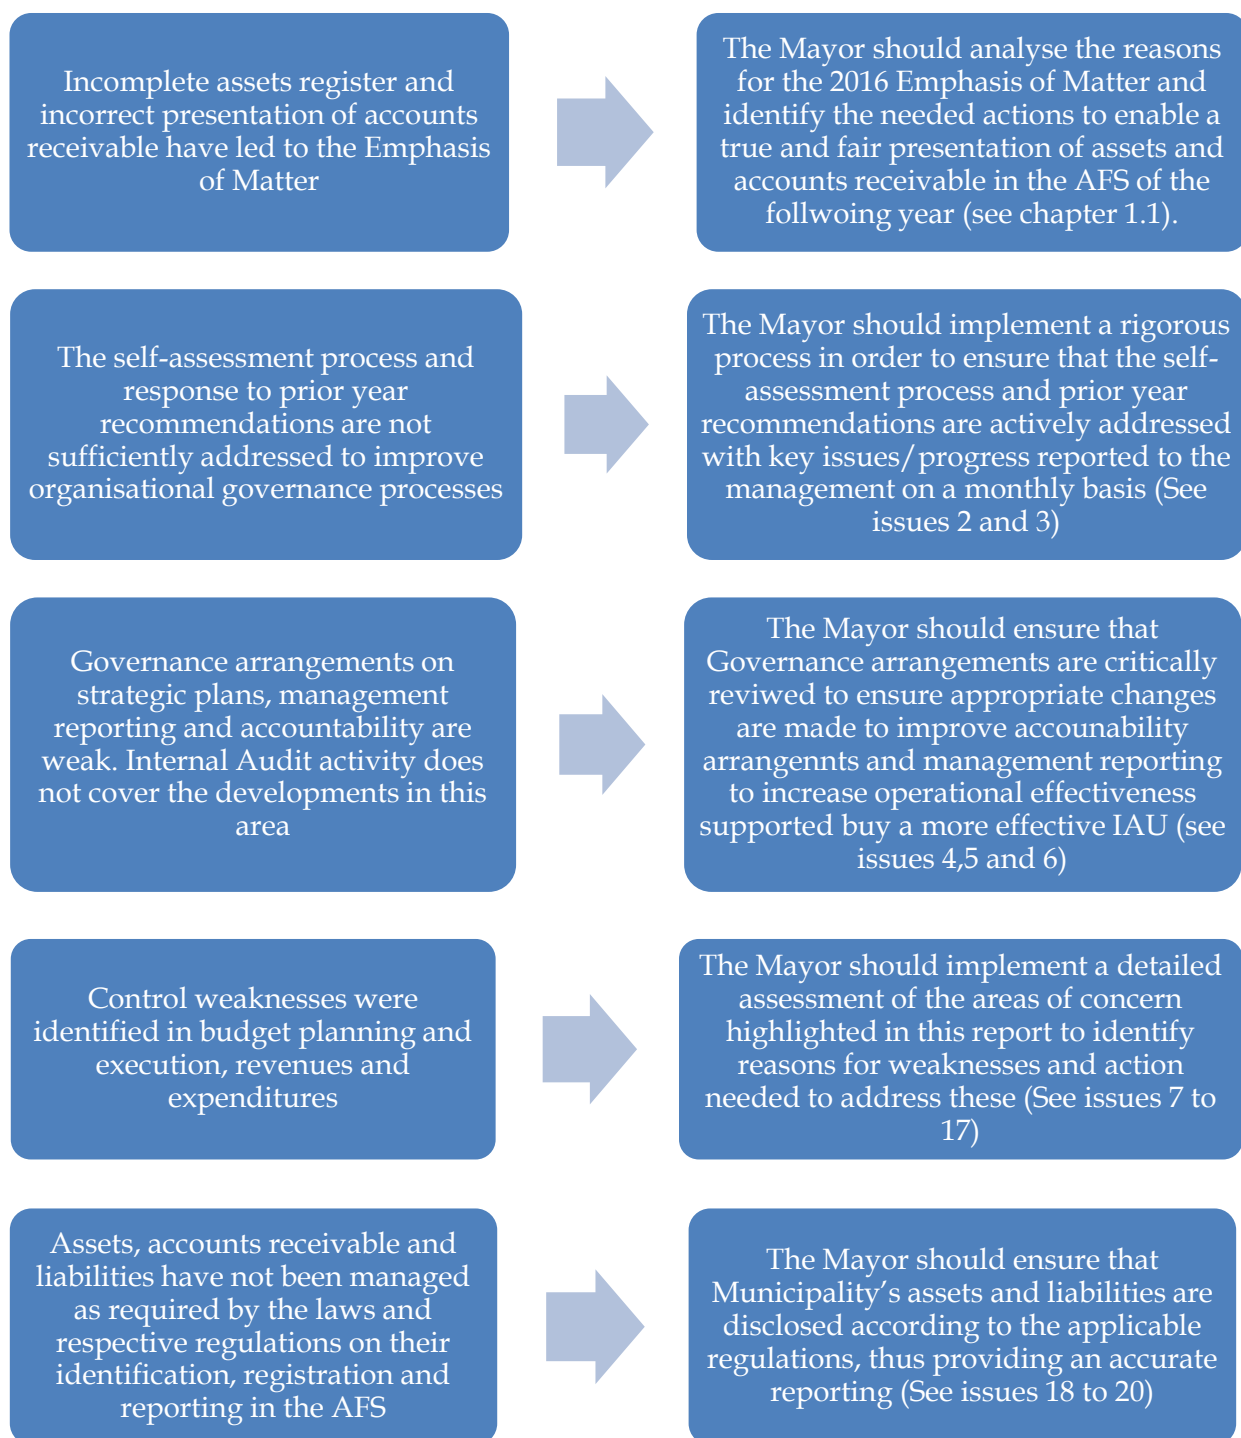 Incomplete assets register and
incorrect presentation of accounts
receivable have led to the Emphasis
of Matter
The Mayor should analyse the reasons
for the 2016 Emphasis of Matter and
identify the needed actions to enable a
true and fair presentation of assets and
accounts receivable in the AFS of the
follwoing year (see chapter 1.1).
The self-assessment process and
response to prior year
recommendations are not
sufficiently addressed to improve
organisational governance processes
The Mayor should implement a rigorous
process in order to ensure that the self-
assessment process and prior year
recommendations are actively addressed
with key issues/progress reported to the
management on a monthly basis (See
issues 2 and 3)
Governance arrangements on
strategic plans, management
reporting and accountability are
weak. Internal Audit activity does
not cover the developments in this
area
The Mayor should ensure that
Governance arrangements are critically
reviwed to ensure appropriate changes
are made to improve accounability
arrangennts and management reporting
to increase operational effectiveness
supported buy a more effective IAU (see
issues 4,5 and 6)
Control weaknesses were
identified in budget planning and
execution, revenues and
expenditures
The Mayor should implement a detailed
assessment of the areas of concern
highlighted in this report to identify
reasons for weaknesses and action
needed to address these (See issues 7 to
17)
Assets, accounts receivable and
liabilities have not been managed
as required by the laws and
respective regulations on their
identification, registration and
reporting in the AFS
The Mayor should ensure that
Municipality’s assets and liabilities are
disclosed according to the applicable
regulations, thus providing an accurate
reporting (See issues 18 to 20)